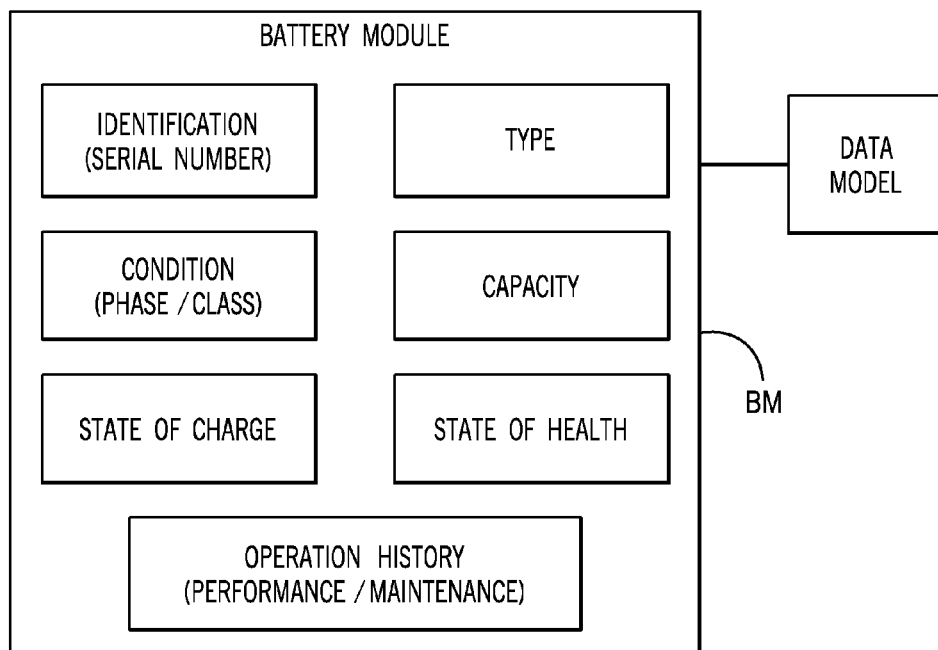 BATTERY MODULE
IDENTIFICATION
(SERIAL NUMBER)
TYPE
DATA
MODEL
CONDITION
(PHASE / CLASS)
CAPACITY
BM
STATE OF CHARGE
STATE OF HEALTH
OPERATION HISTORY
(PERFORMANCE / MAINTENANCE)